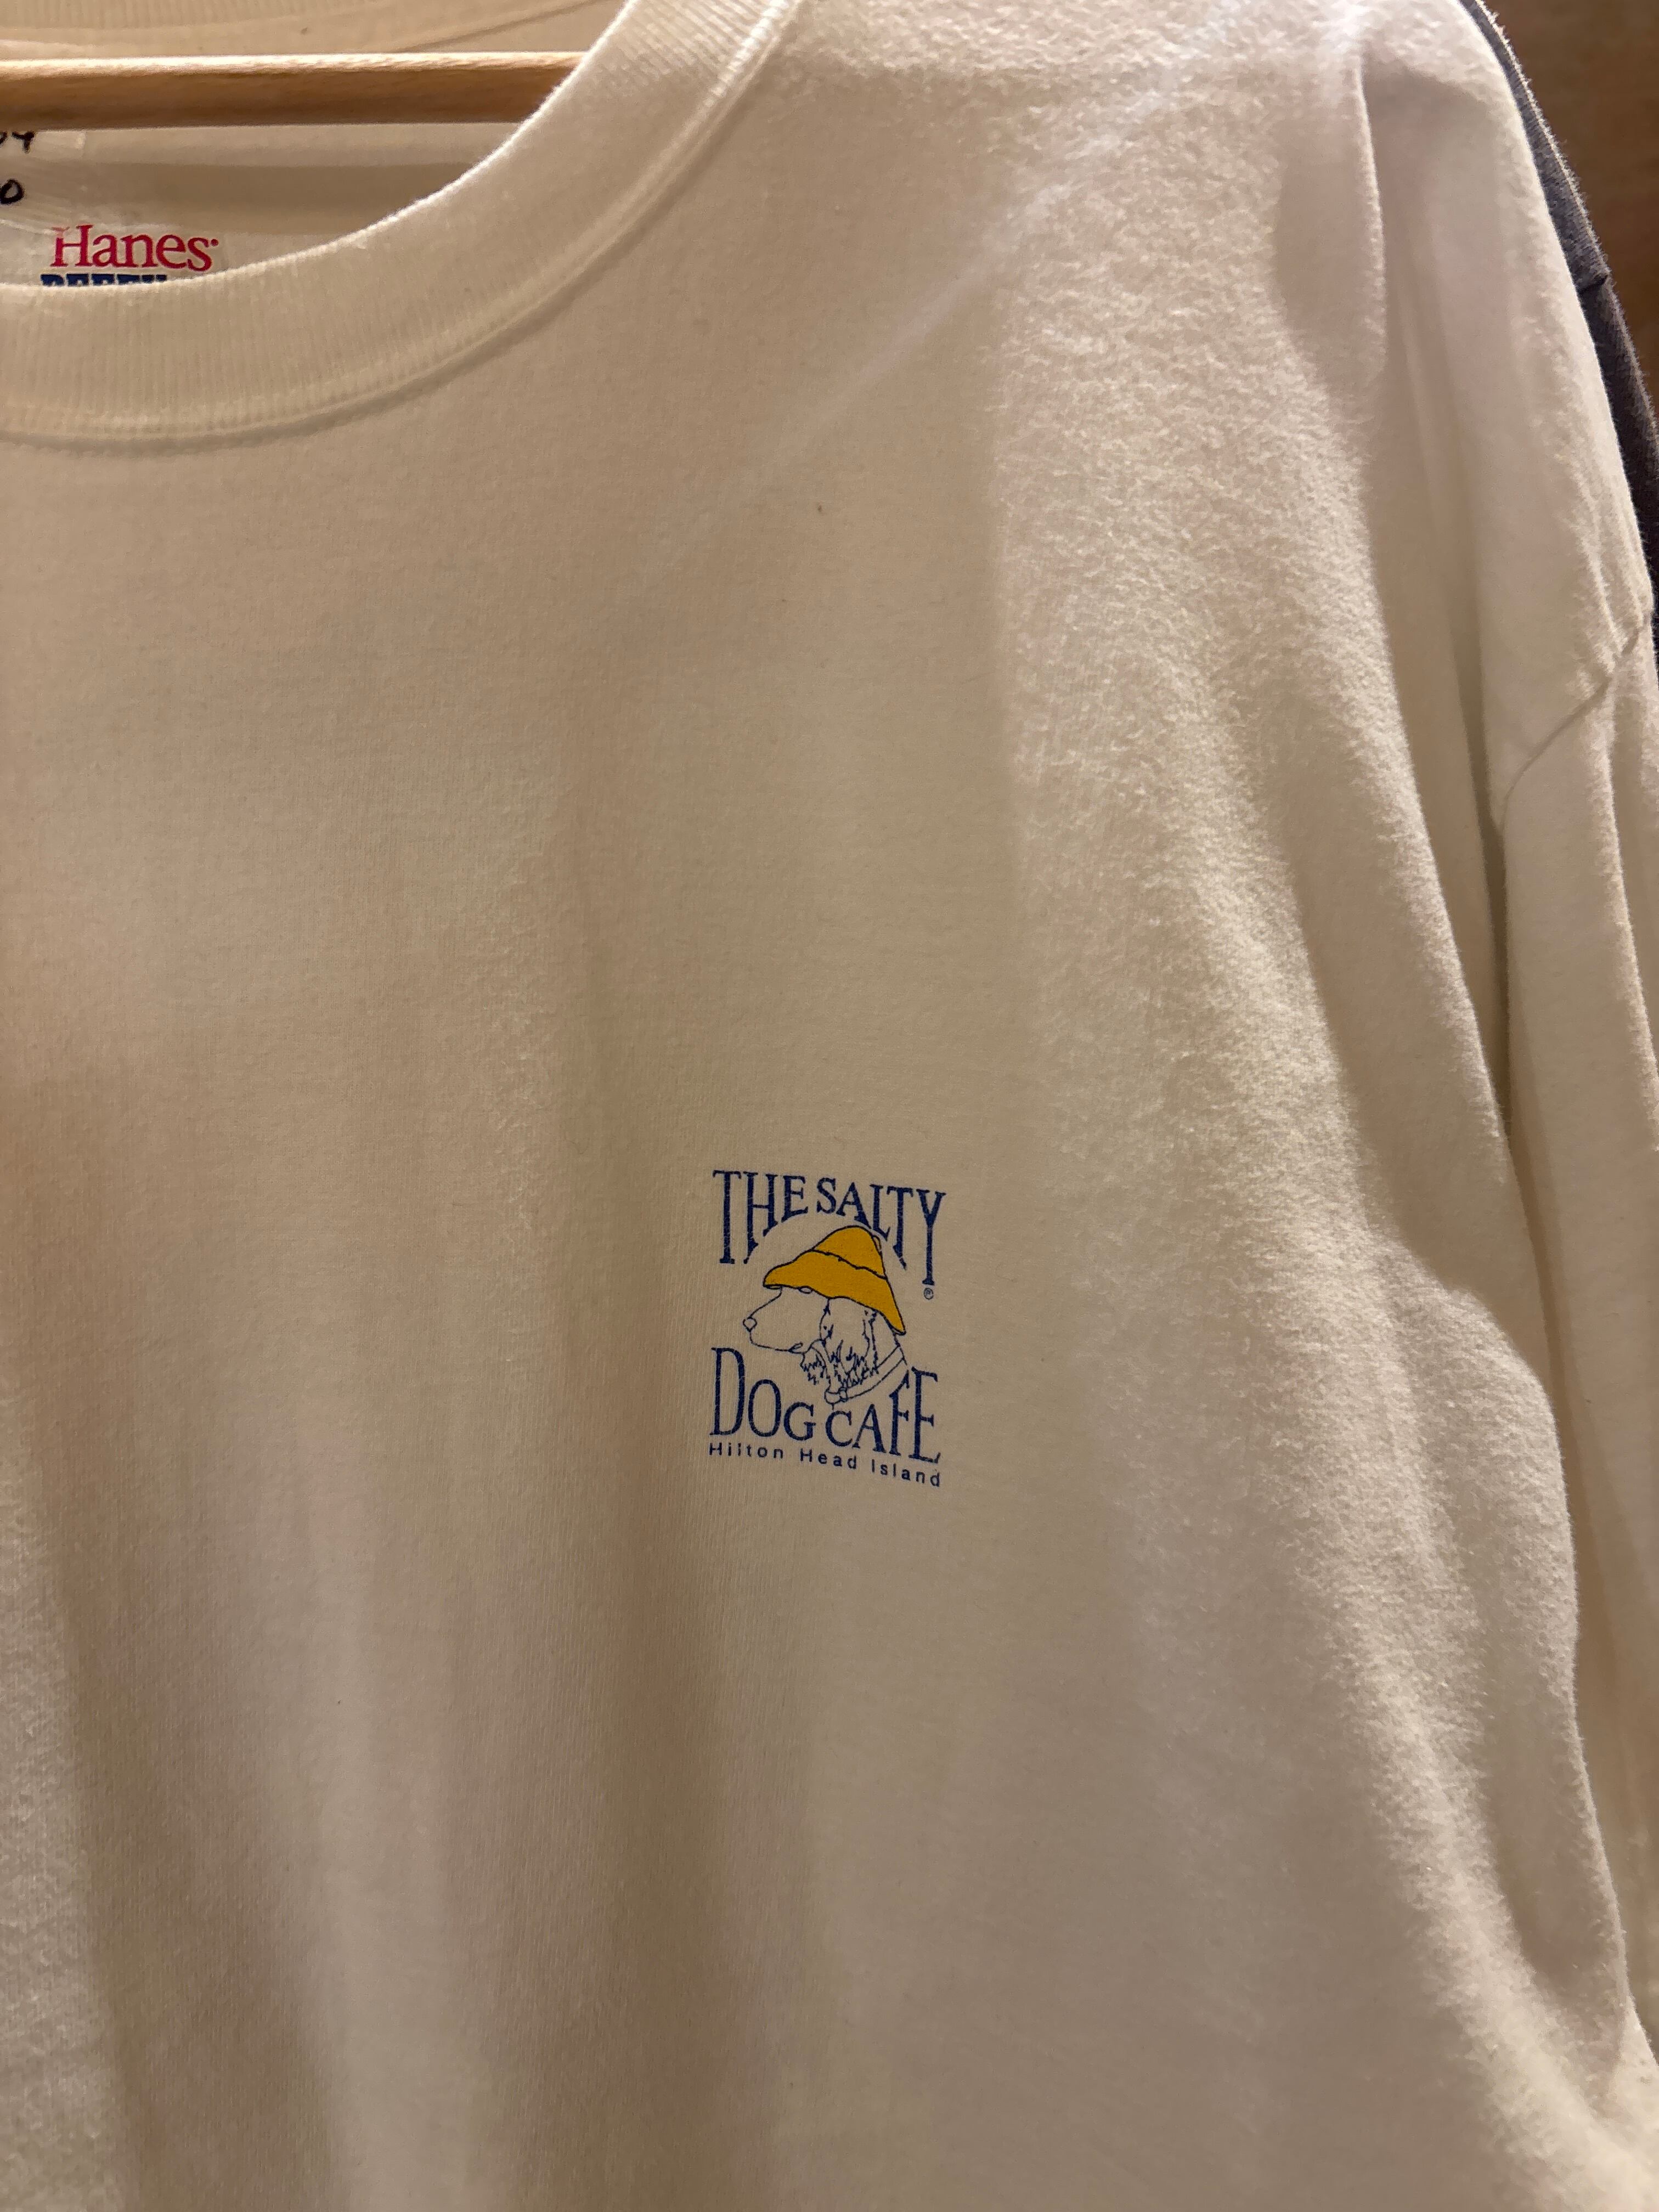 Hanes
THE SALTY
DOG CAFE
Hilton Head Island